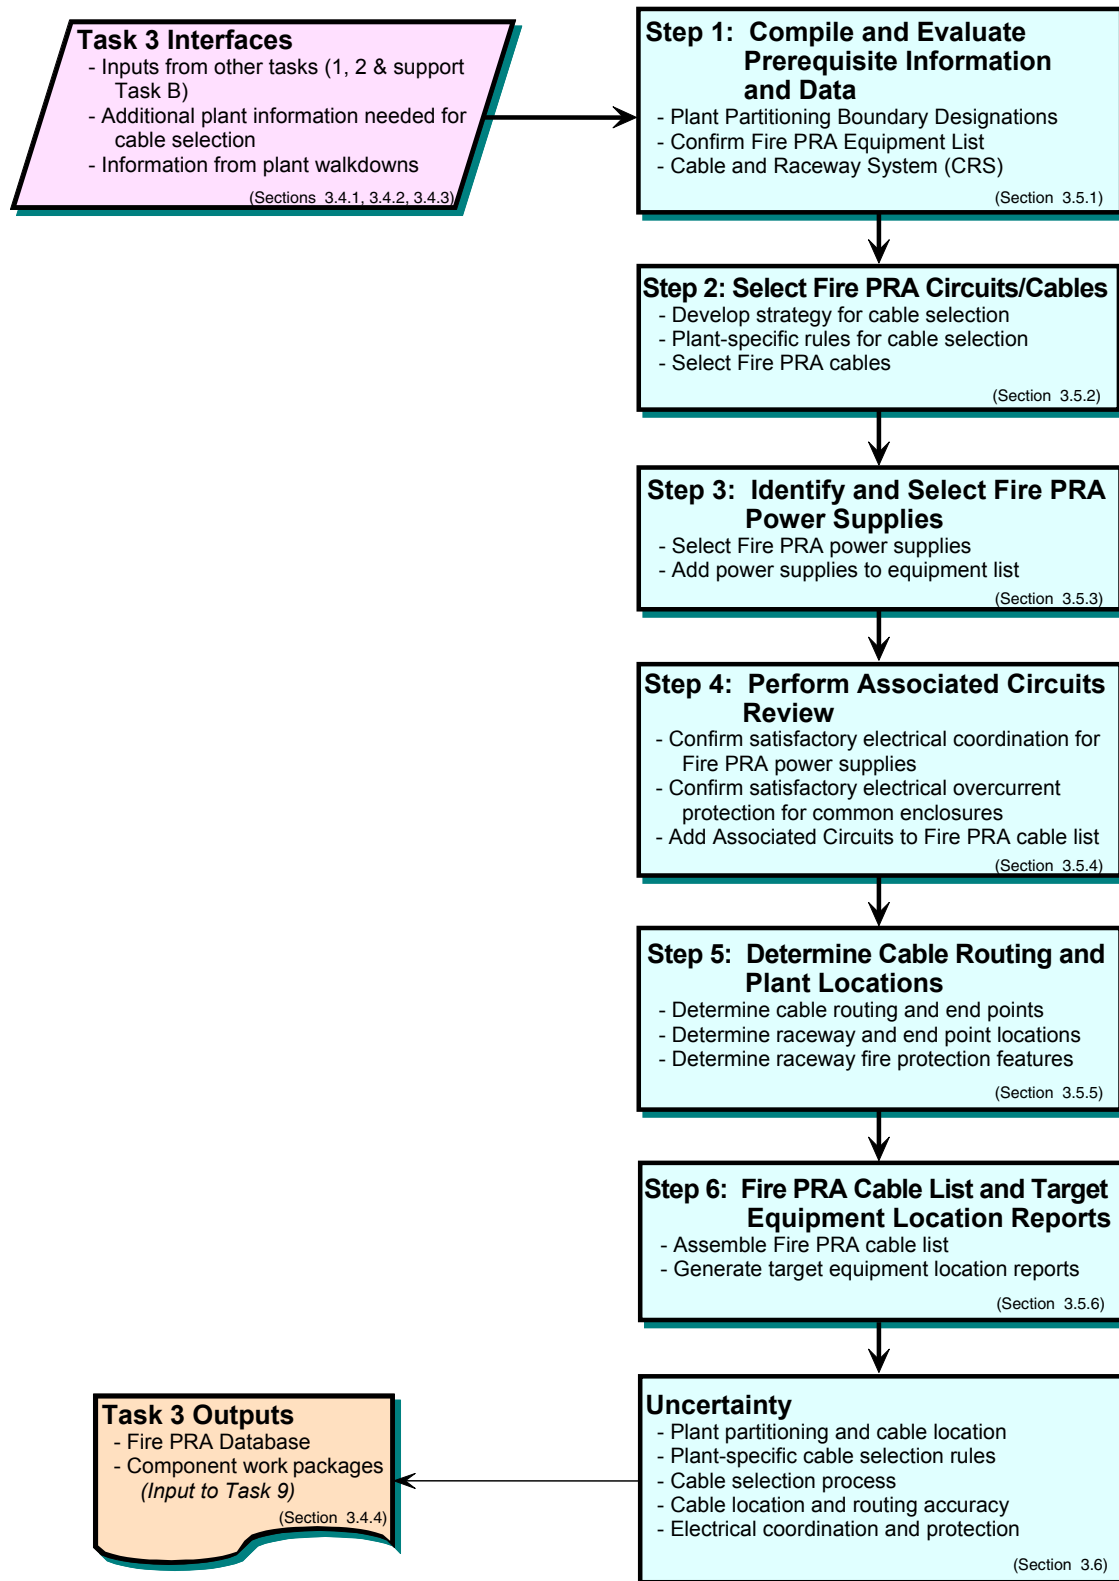 Task 3 Interfaces
- Inputs from other tasks (1, 2 & support
Task B)
- Additional plant information needed for
cable selection
- Information from plant walkdowns
(Sections 3.4.1, 3.4.2, 3.4.3)
Step 1: Compile and Evaluate
Prerequisite Information
and Data
- Plant Partitioning Boundary Designations
- Confirm Fire PRA Equipment List
- Cable and Raceway System (CRS)
(Section 3.5.1)
Step 2: Select Fire PRA Circuits/Cables
- Develop strategy for cable selection
- Plant-specific rules for cable selection
- Select Fire PRA cables
(Section 3.5.2)
Step 3: Identify and Select Fire PRA
Power Supplies
- Select Fire PRA power supplies
- Add power supplies to equipment list
(Section 3.5.3)
Step 4: Perform Associated Circuits
Review
- Confirm satisfactory electrical coordination for
Fire PRA power supplies
- Confirm satisfactory electrical overcurrent
protection for common enclosures
- Add Associated Circuits to Fire PRA cable list
(Section 3.5.4)
Step 5: Determine Cable Routing and
Plant Locations
- Determine cable routing and end points
- Determine raceway and end point locations
- Determine raceway fire protection features
(Section 3.5.5)
Step 6: Fire PRA Cable List and Target
Equipment Location Reports
- Assemble Fire PRA cable list
- Generate target equipment location reports
(Section 3.5.6)
Uncertainty
- Plant partitioning and cable location
- Plant-specific cable selection rules
- Cable selection process
- Cable location and routing accuracy
- Electrical coordination and protection
(Section 3.6)
Task 3 Outputs
- Fire PRA Database
- Component work packages
(Input to Task 9)
(Section 3.4.4)